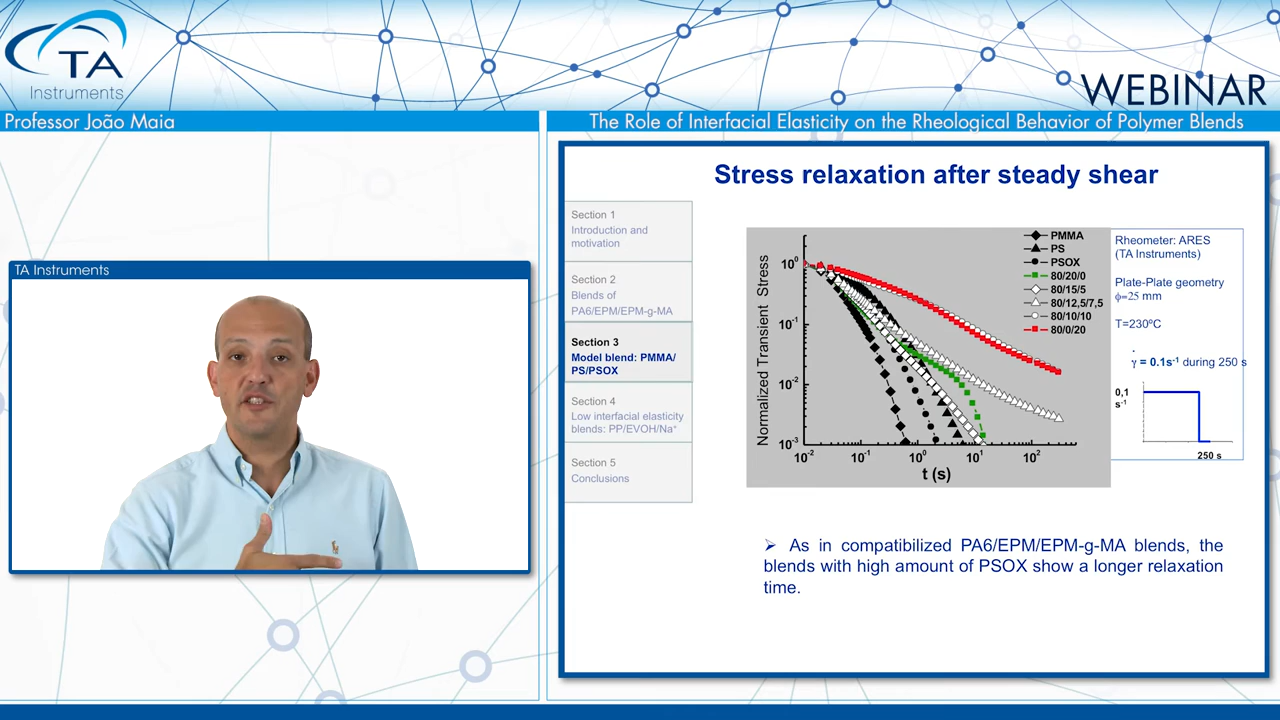 TA
Instruments
WEBINAR
Professor João Maia
The Role of Interfacial Elasticity on the Rheological Behavior of Polymer Blends
TA Instruments
Stress relaxation after steady shear
Section 1
Introduction and
motivation
Section 2
Blends of
PA6/EPM/EPM-g-MA
Section 3
Model blend: PMMA/
PS/PSOX
Section 4
Low interfacial elasticity
blends: PP/EVOH/Na⁺
Section 5
Conclusions
Normalized Transient Stress
10⁰
10⁻¹
10⁻²
10⁻³
10⁻² 10⁻¹ 10⁰ 10¹ 10²
t (s)
PMMA
PS
PSOX
80/20/0
80/15/5
80/12,5/7,5
80/10/10
80/0/20
Rheometer: ARES
(TA Instruments)
Plate-Plate geometry
ϕ=25 mm
T=230ºC
γ̇ = 0.1s⁻¹ during 250 s
0,1
s⁻¹
250 s
➢ As in compatibilized PA6/EPM/EPM-g-MA blends, the
blends with high amount of PSOX show a longer relaxation
time.